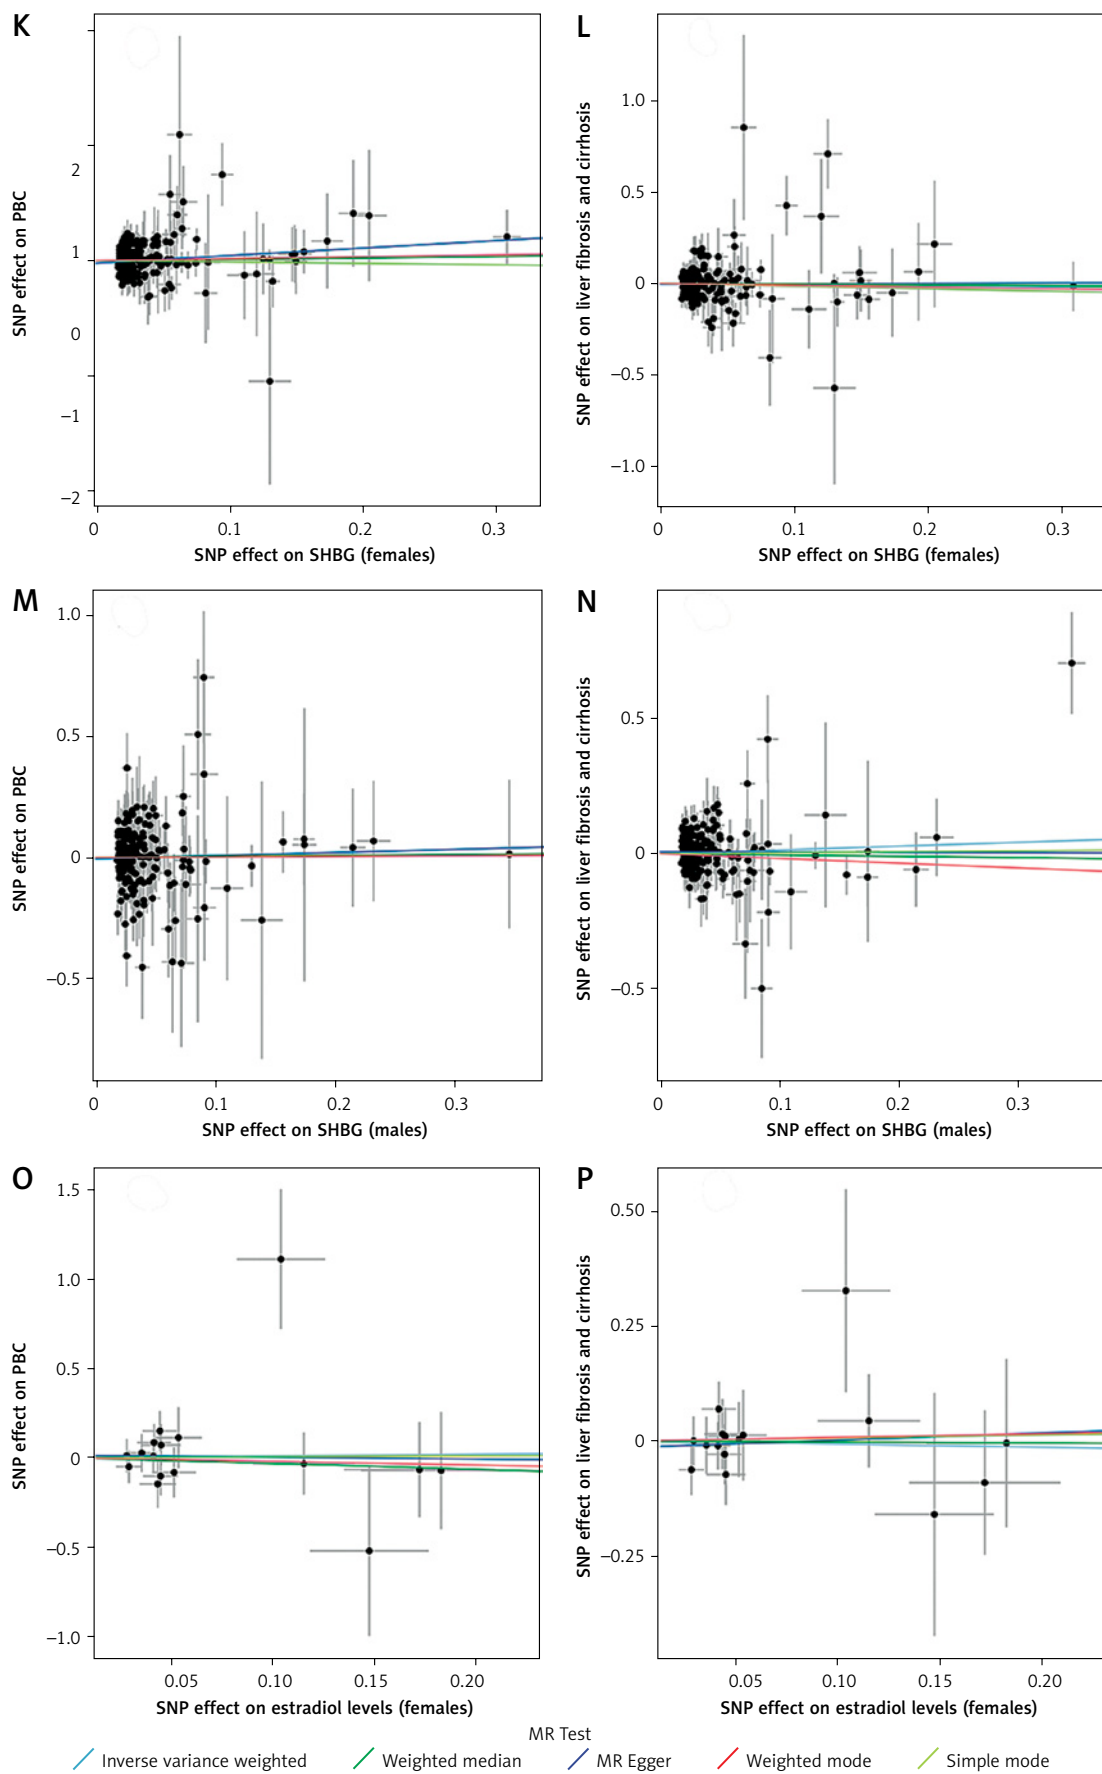 K
SNP effect on PBC
2
1
0
−1
−2
0
0.1
0.2
0.3
SNP effect on SHBG (females)
L
SNP effect on liver fibrosis and cirrhosis
1.0
0.5
0
−0.5
−1.0
0
0.1
0.2
0.3
SNP effect on SHBG (females)
M
SNP effect on PBC
1.0
0.5
0
−0.5
0
0.1
0.2
0.3
SNP effect on SHBG (males)
N
SNP effect on liver fibrosis and cirrhosis
0.5
0
−0.5
0
0.1
0.2
0.3
SNP effect on SHBG (males)
O
SNP effect on PBC
1.5
1.0
0.5
0
−0.5
−1.0
0.05
0.10
0.15
0.20
SNP effect on estradiol levels (females)
P
SNP effect on liver fibrosis and cirrhosis
0.50
0.25
0
−0.25
0.05
0.10
0.15
0.20
SNP effect on estradiol levels (females)
MR Test
Inverse variance weighted
Weighted median
MR Egger
Weighted mode
Simple mode